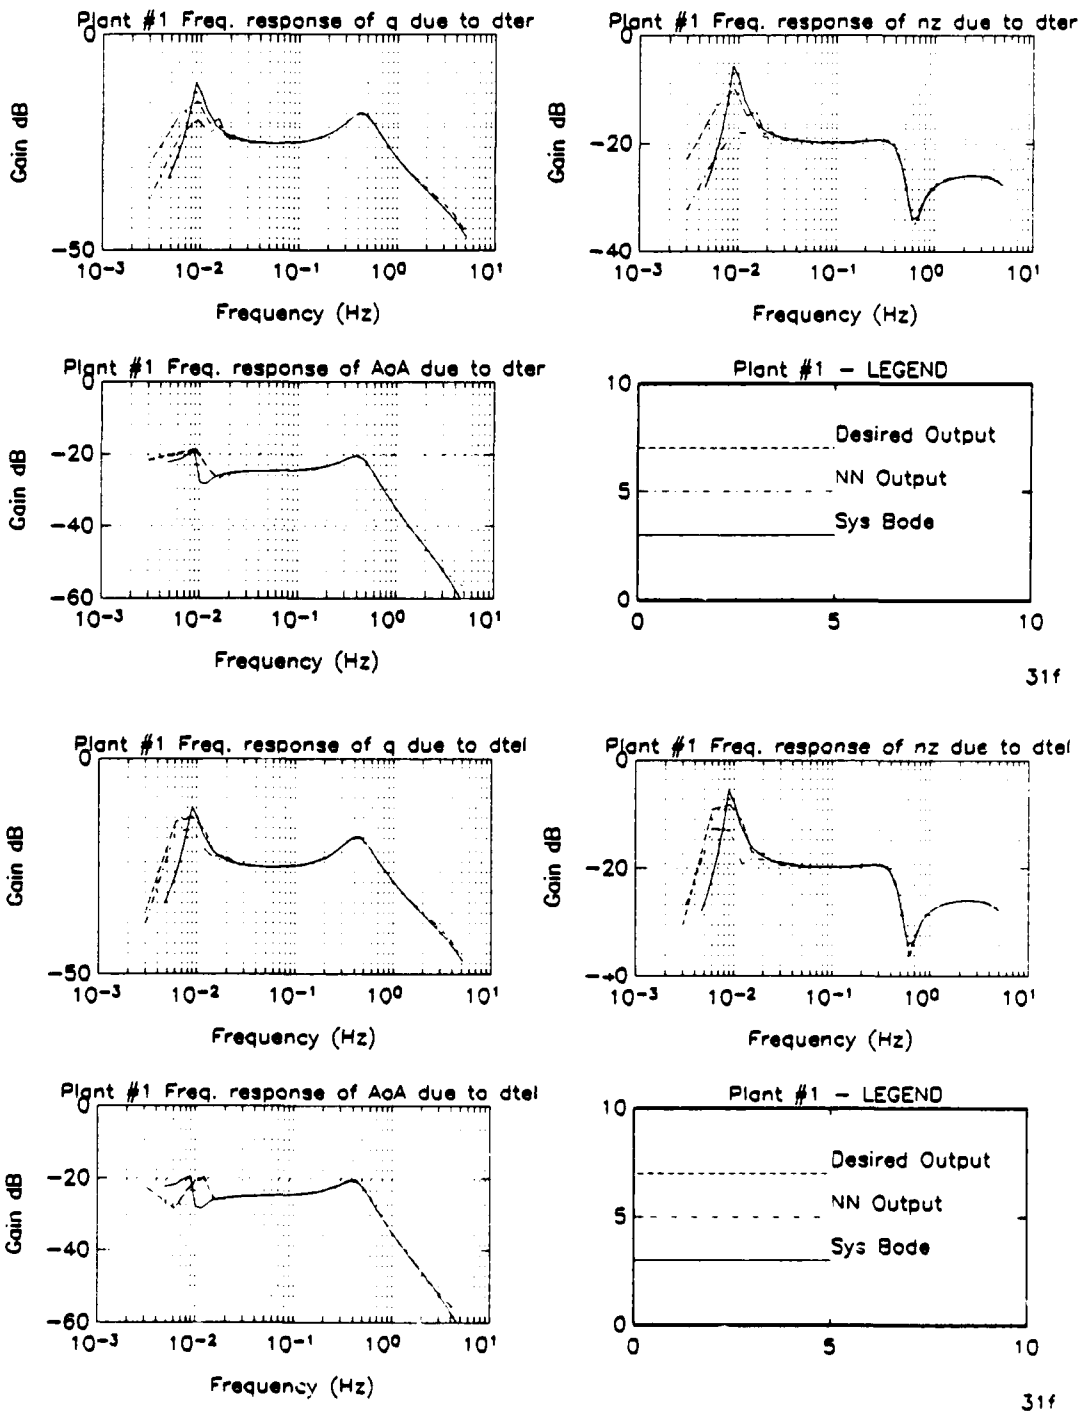 Plant #1 Freq. response of q due to dter
0
-50
Gain dB
10⁻³ 10⁻² 10⁻¹ 10⁰ 10¹
Frequency (Hz)
Plant #1 Freq. response of nz due to dter
0
-20
-40
Gain dB
10⁻³ 10⁻² 10⁻¹ 10⁰ 10¹
Frequency (Hz)
Plant #1 Freq. response of AoA due to dter
0
-20
-40
-60
Gain dB
10⁻³ 10⁻² 10⁻¹ 10⁰ 10¹
Frequency (Hz)
Plant #1 - LEGEND
10
5
0
Desired Output
NN Output
Sys Bode
0 5 10
31f
Plant #1 Freq. response of q due to dtel
0
-50
Gain dB
10⁻³ 10⁻² 10⁻¹ 10⁰ 10¹
Frequency (Hz)
Plant #1 Freq. response of nz due to dtel
0
-20
-40
Gain dB
10⁻³ 10⁻² 10⁻¹ 10⁰ 10¹
Frequency (Hz)
Plant #1 Freq. response of AoA due to dtel
0
-20
-40
-60
Gain dB
10⁻³ 10⁻² 10⁻¹ 10⁰ 10¹
Frequency (Hz)
Plant #1 - LEGEND
10
5
0
Desired Output
NN Output
Sys Bode
0 5 10
31f